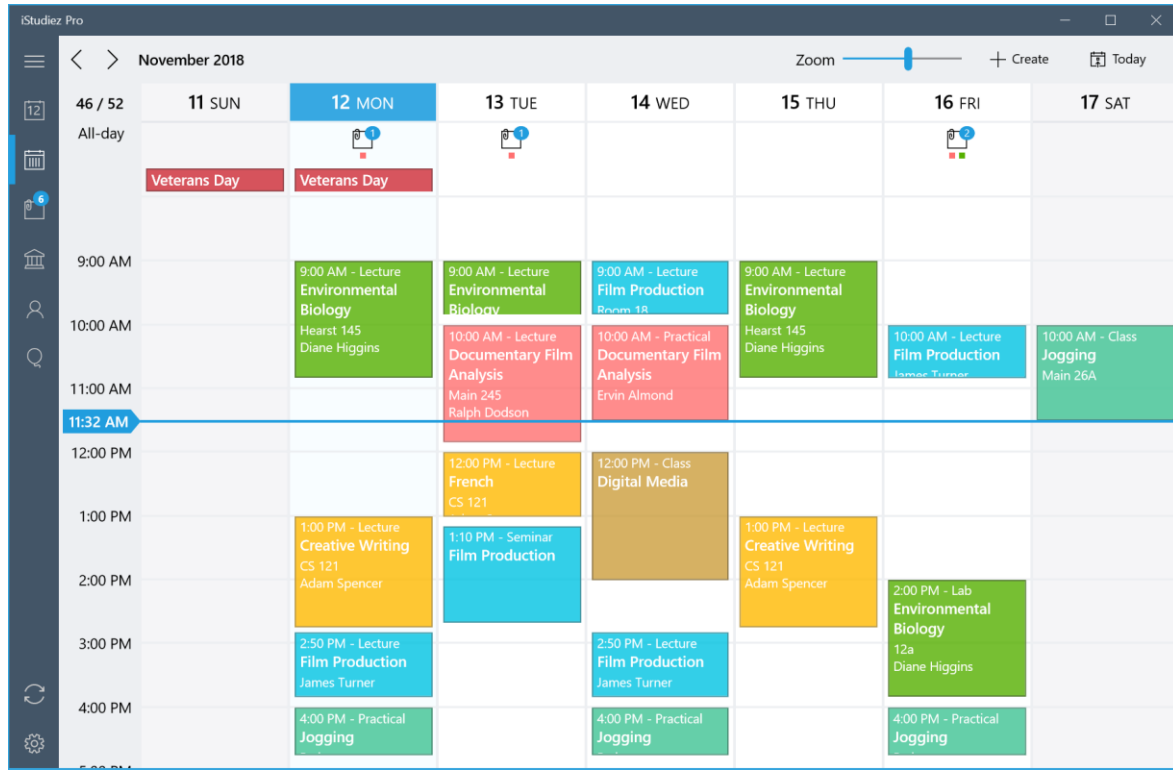 iStudiez Pro
November 2018
Zoom
Create
Today
46 / 52
11 SUN
12 MON
13 TUE
14 WED
15 THU
16 FRI
17 SAT
12
6
All-day
1
1
2
Veterans Day
Veterans Day
9:00 AM
10:00 AM
11:00 AM
11:32 AM
12:00 PM
1:00 PM
2:00 PM
3:00 PM
4:00 PM
9:00 AM - Lecture
Environmental
Biology
Hearst 145
Diane Higgins
1:00 PM - Lecture
Creative Writing
CS 121
Adam Spencer
2:50 PM - Lecture
Film Production
James Turner
4:00 PM - Practical
Jogging
9:00 AM - Lecture
Environmental
Biology
10:00 AM - Lecture
Documentary Film
Analysis
Main 245
Ralph Dodson
12:00 PM - Lecture
French
CS 121
1:10 PM - Seminar
Film Production
9:00 AM - Lecture
Film Production
Room 18
10:00 AM - Practical
Documentary Film
Analysis
Ervin Almond
12:00 PM - Class
Digital Media
2:50 PM - Lecture
Film Production
James Turner
4:00 PM - Practical
Jogging
9:00 AM - Lecture
Environmental
Biology
Hearst 145
Diane Higgins
1:00 PM - Lecture
Creative Writing
CS 121
Adam Spencer
10:00 AM - Lecture
Film Production
James Turner
2:00 PM - Lab
Environmental
Biology
12a
Diane Higgins
4:00 PM - Practical
Jogging
10:00 AM - Class
Jogging
Main 26A